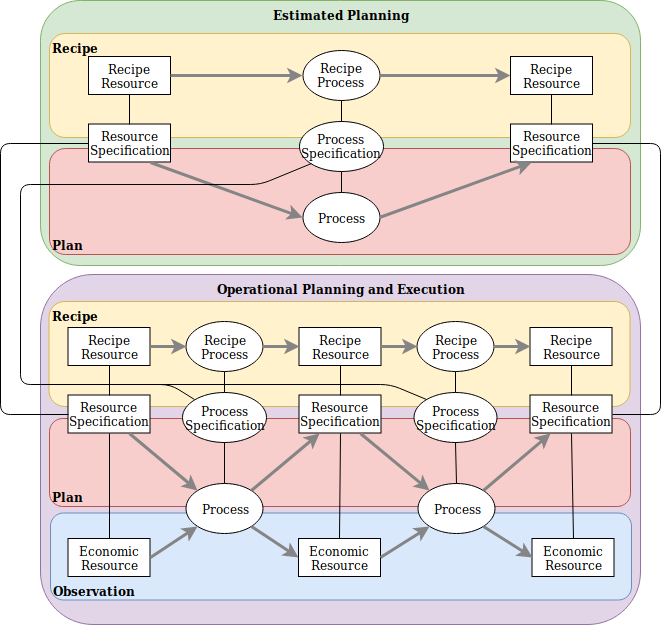 Estimated Planning
Recipe
Recipe
Resource
Recipe
Process
Recipe
Resource
Resource
Specification
Process
Specification
Resource
Specification
Process
Plan
Operational Planning and Execution
Recipe
Recipe
Resource
Recipe
Process
Recipe
Resource
Recipe
Process
Recipe
Resource
Resource
Specification
Process
Specification
Resource
Specification
Process
Specification
Resource
Specification
Plan
Process
Process
Economic
Resource
Economic
Resource
Economic
Resource
Observation